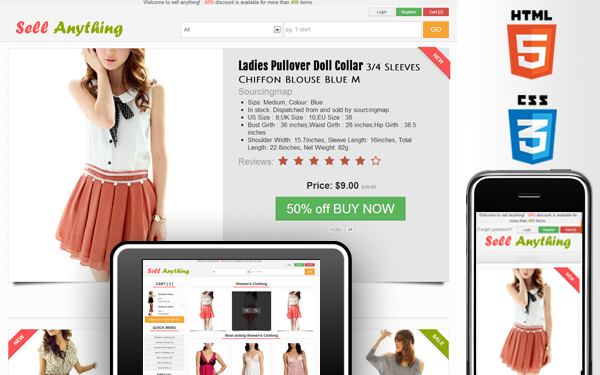 Welcome to sell anything! 50% discount is available for more than 400 items.
Login Register Cart [2]
Sell Anything
All
eg. T-shirt
GO
NEW
Ladies Pullover Doll Collar 3/4 Sleeves
Chiffon Blouse Blue M
Sourcingmap
Size: Medium, Colour: Blue
In stock. Dispatched from and sold by sourcingmap.
US Size : 8;UK Size : 10;EU Size : 38
Bust Girth : 36 inches;Waist Girth : 28 inches;Hip Girth : 38.5
inches
Shoulder Width: 15.7inches, Sleeve Length: 16inches, Total
Length: 22.8inches, Net Weight: 82g
Reviews:
Price: $9.00
50% off BUY NOW
24
NEW
SALE
HTML
5
CSS
3
Sell Anything
CART [ 2 ]
Women's Clothing
QUICK MENU
Most selling Women's Clothing
Welcome to sell anything! 50% discount is available for
more than 400 items.
Forgot password? Login Register Cart [2]
Sell Anything
NEW